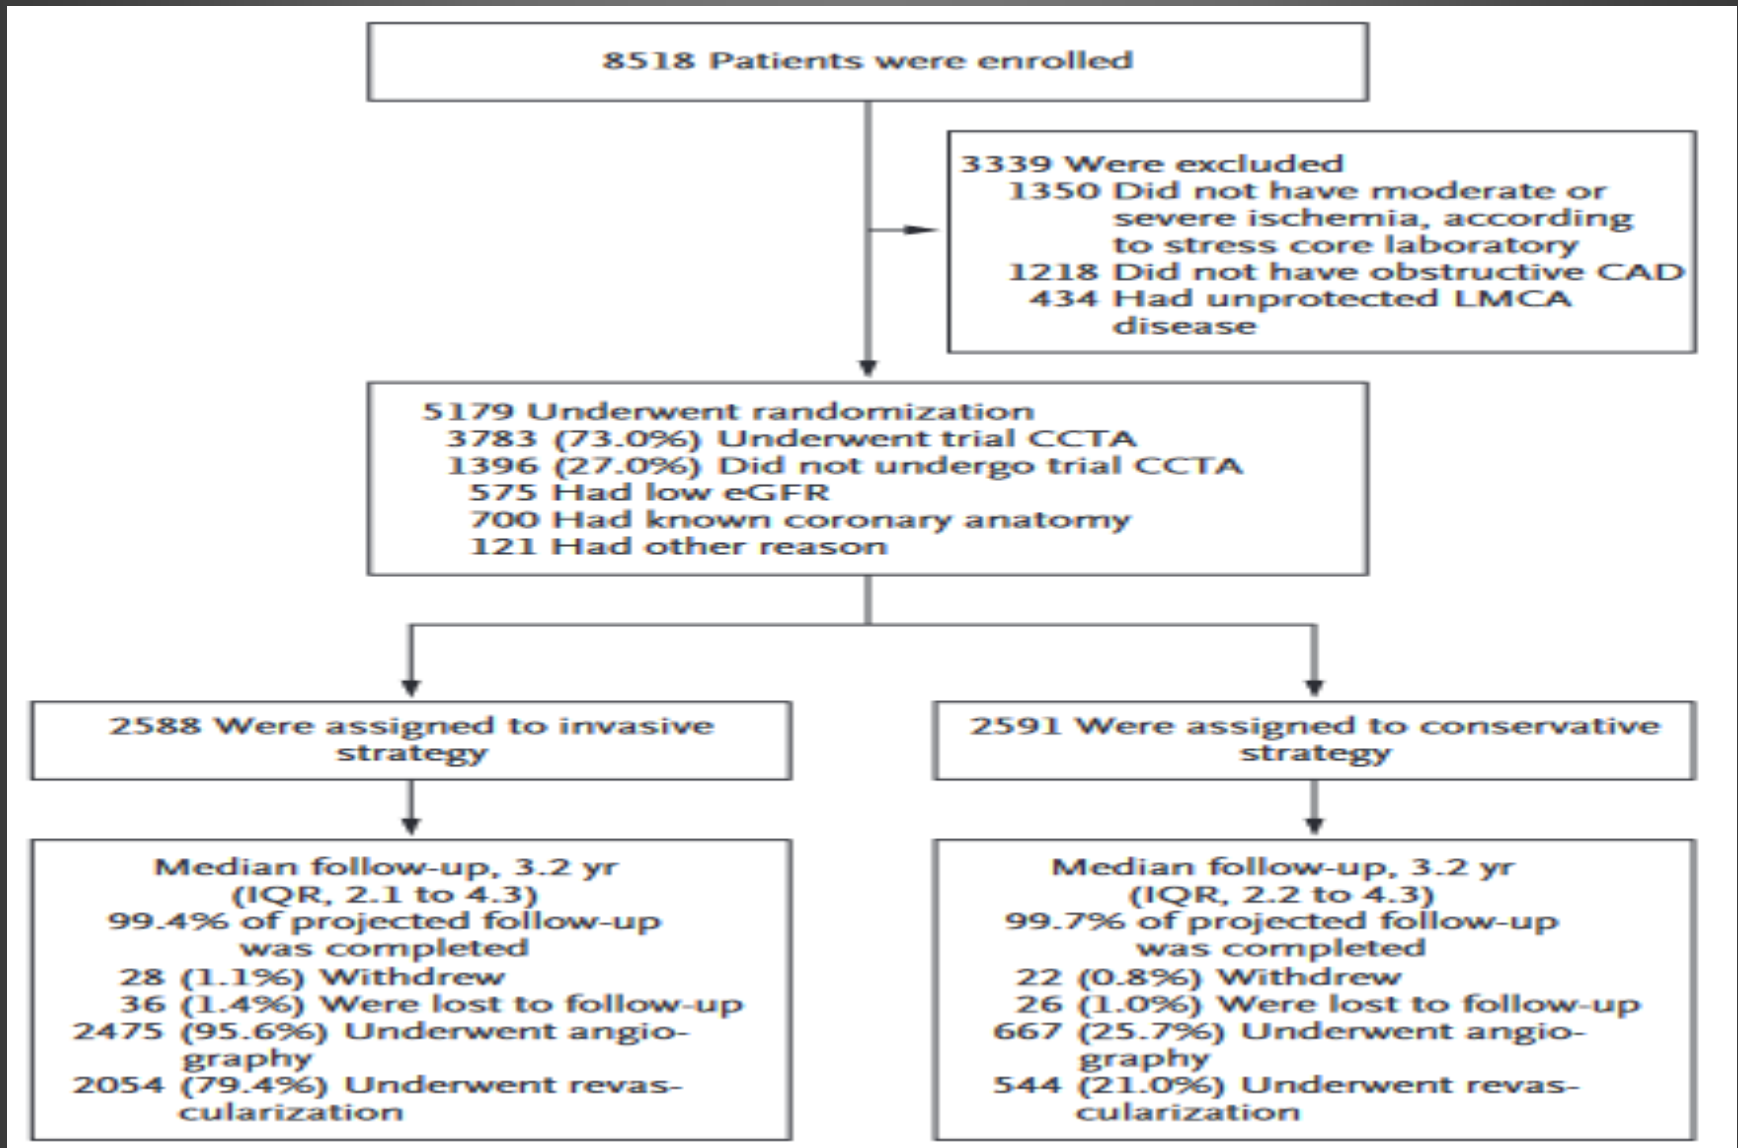 8518 Patients were enrolled
3339 Were excluded
1350 Did not have moderate or
severe ischemia, according
to stress core laboratory
1218 Did not have obstructive CAD
434 Had unprotected LMCA
disease
5179 Underwent randomization
3783 (73.0%) Underwent trial CCTA
1396 (27.0%) Did not undergo trial CCTA
575 Had low eGFR
700 Had known coronary anatomy
121 Had other reason
2588 Were assigned to invasive
strategy
2591 Were assigned to conservative
strategy
Median follow-up, 3.2 yr
(IQR, 2.1 to 4.3)
99.4% of projected follow-up
was completed
28 (1.1%) Withdrew
36 (1.4%) Were lost to follow-up
2475 (95.6%) Underwent angio-
graphy
2054 (79.4%) Underwent revas-
cularization
Median follow-up, 3.2 yr
(IQR, 2.2 to 4.3)
99.7% of projected follow-up
was completed
22 (0.8%) Withdrew
26 (1.0%) Were lost to follow-up
667 (25.7%) Underwent angio-
graphy
544 (21.0%) Underwent revas-
cularization